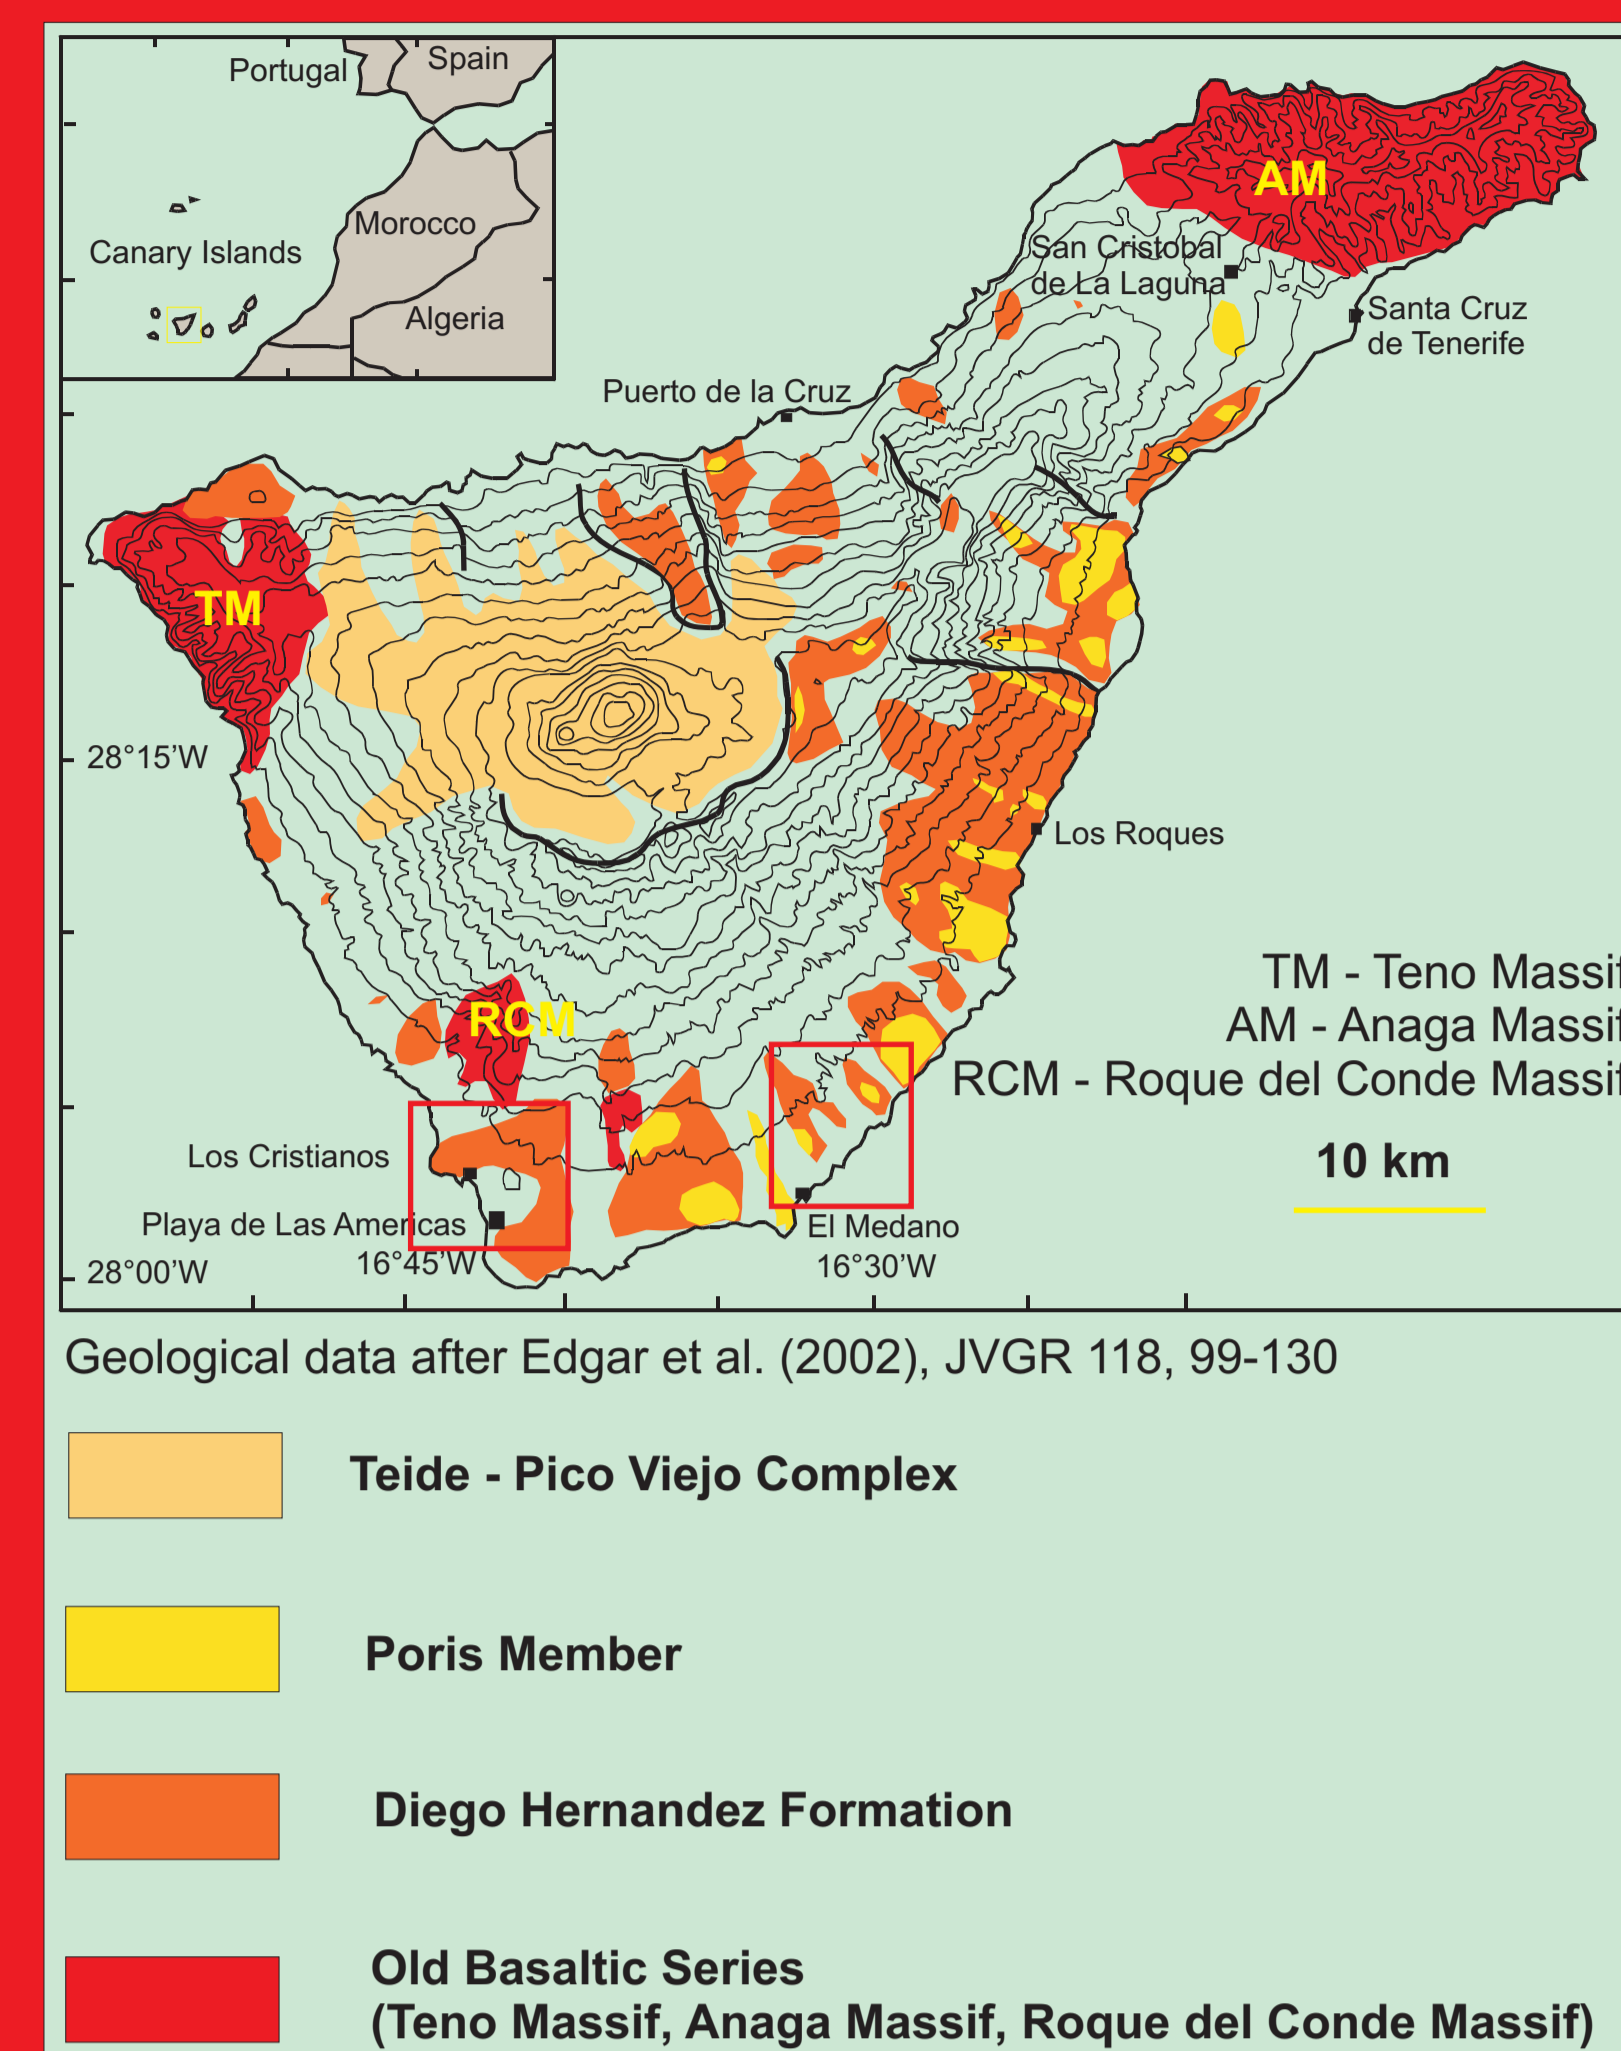 Portugal
Spain
Morocco
Canary Islands
Algeria
AM
San Cristobal
de La Laguna
Santa Cruz
de Tenerife
Puerto de la Cruz
TM
28°15'W
Los Roques
TM - Teno Massif
AM - Anaga Massif
RCM - Roque del Conde Massif
RCM
10 km
Los Cristianos
Playa de Las Americas
El Medano
16°45'W
16°30'W
28°00'W
Geological data after Edgar et al. (2002), JVGR 118, 99-130
Teide - Pico Viejo Complex
Poris Member
Diego Hernandez Formation
Old Basaltic Series
(Teno Massif, Anaga Massif, Roque del Conde Massif)